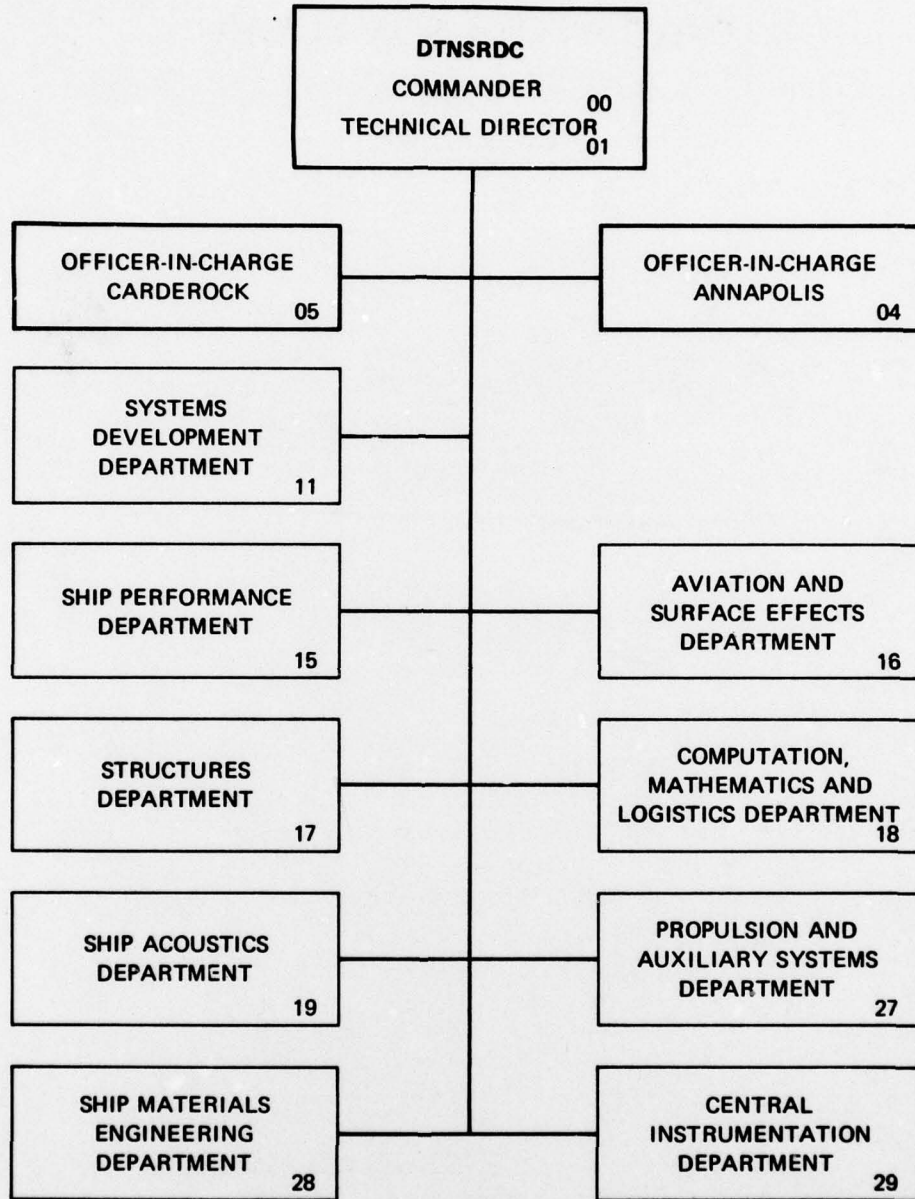 DTNSRDC
COMMANDER 00
TECHNICAL DIRECTOR 01
OFFICER-IN-CHARGE
CARDEROCK
05
OFFICER-IN-CHARGE
ANNAPOLIS
04
SYSTEMS
DEVELOPMENT
DEPARTMENT
11
SHIP PERFORMANCE
DEPARTMENT
15
AVIATION AND
SURFACE EFFECTS
DEPARTMENT
16
STRUCTURES
DEPARTMENT
17
COMPUTATION,
MATHEMATICS AND
LOGISTICS DEPARTMENT
18
SHIP ACOUSTICS
DEPARTMENT
19
PROPULSION AND
AUXILIARY SYSTEMS
DEPARTMENT
27
SHIP MATERIALS
ENGINEERING
DEPARTMENT
28
CENTRAL
INSTRUMENTATION
DEPARTMENT
29